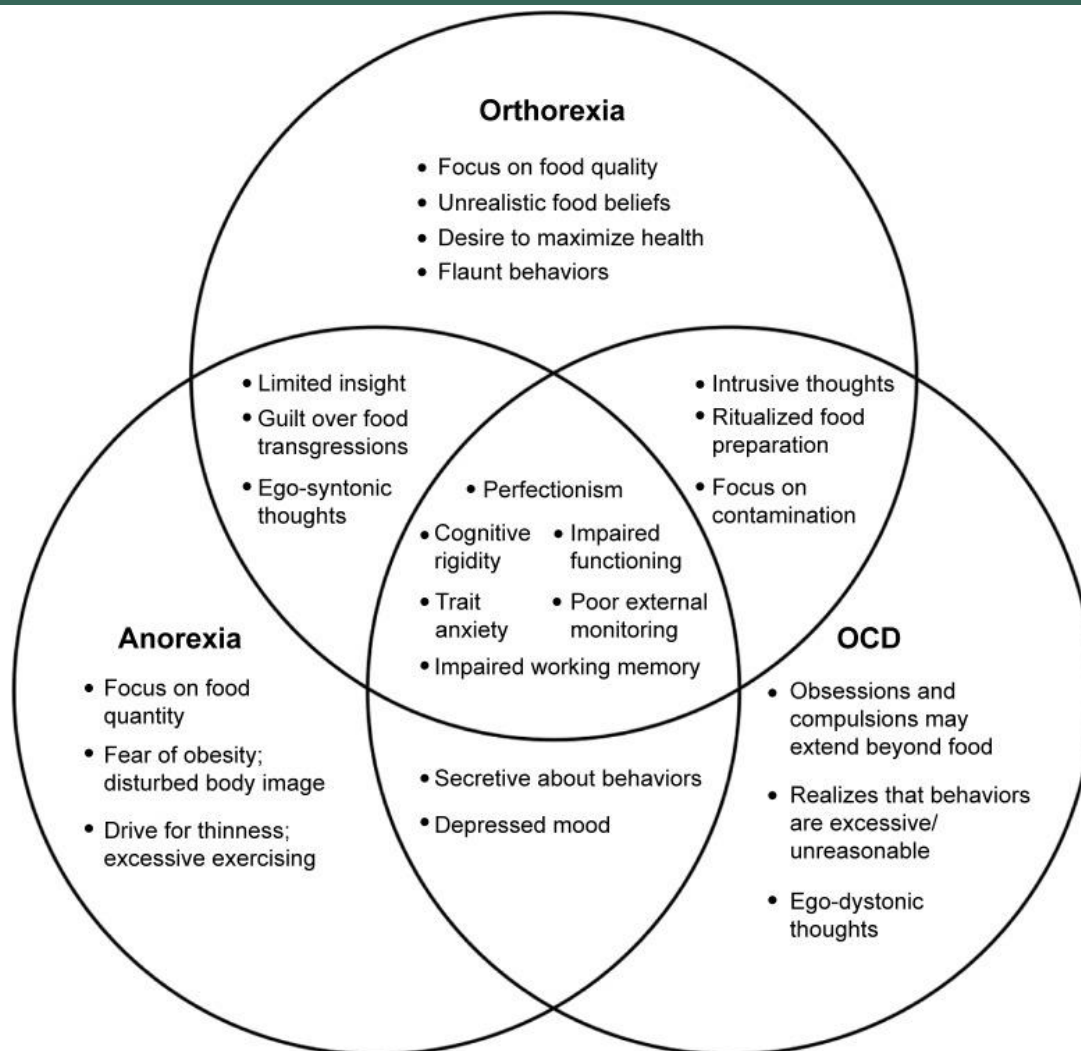 Orthorexia
• Focus on food quality
• Unrealistic food beliefs
• Desire to maximize health
• Flaunt behaviors
• Limited insight
• Guilt over food
transgressions
• Ego-syntonic
thoughts
• Intrusive thoughts
• Ritualized food
preparation
• Focus on
contamination
• Perfectionism
• Cognitive
rigidity
• Impaired
functioning
• Trait
anxiety
• Poor external
monitoring
• Impaired working memory
Anorexia
• Focus on food
quantity
• Fear of obesity;
disturbed body image
• Drive for thinness;
excessive exercising
• Secretive about behaviors
• Depressed mood
OCD
• Obsessions and
compulsions may
extend beyond food
• Realizes that behaviors
are excessive/
unreasonable
• Ego-dystonic
thoughts